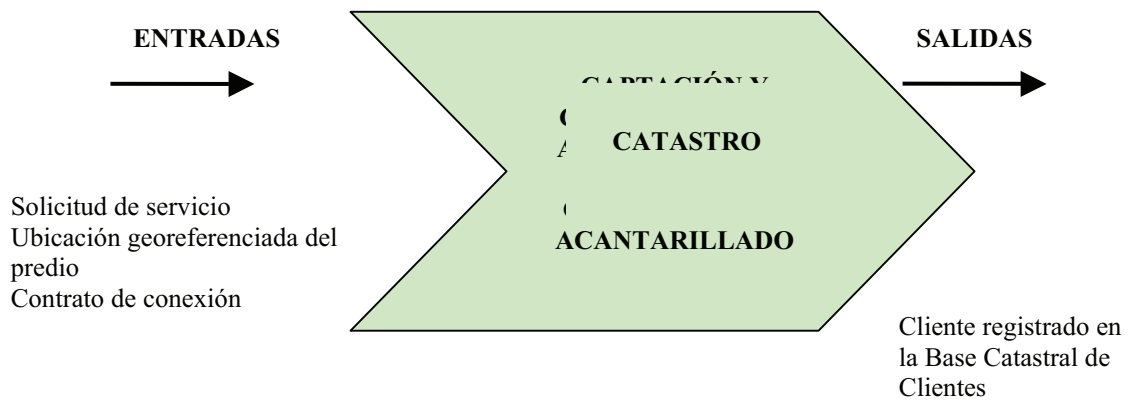 ENTRADAS
SALIDAS
CAPTACIÓN Y
CATASTRO
ACANTARILLADO
Solicitud de servicio
Ubicación georeferenciada del
predio
Contrato de conexión
Cliente registrado en
la Base Catastral de
Clientes